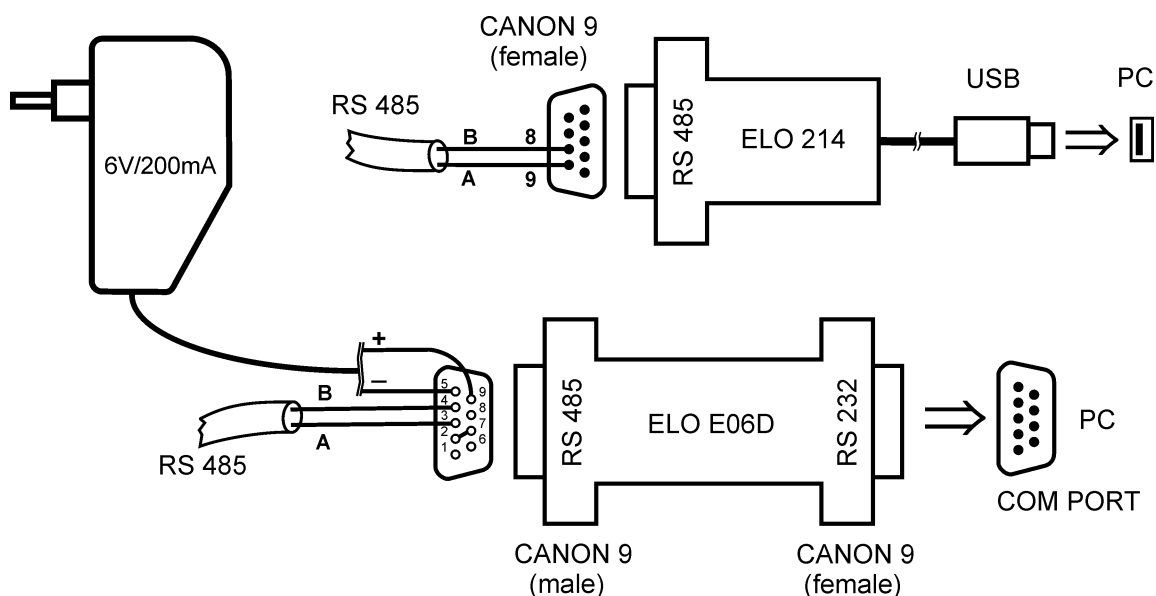 CANON 9
(female)
RS 485
B
8
A
9
RS 485
ELO 214
USB
PC
6V/200mA
+
–
B
A
RS 485
5
4
3
2
1
9
8
7
6
RS 485
ELO E06D
RS 232
PC
COM PORT
CANON 9
(male)
CANON 9
(female)